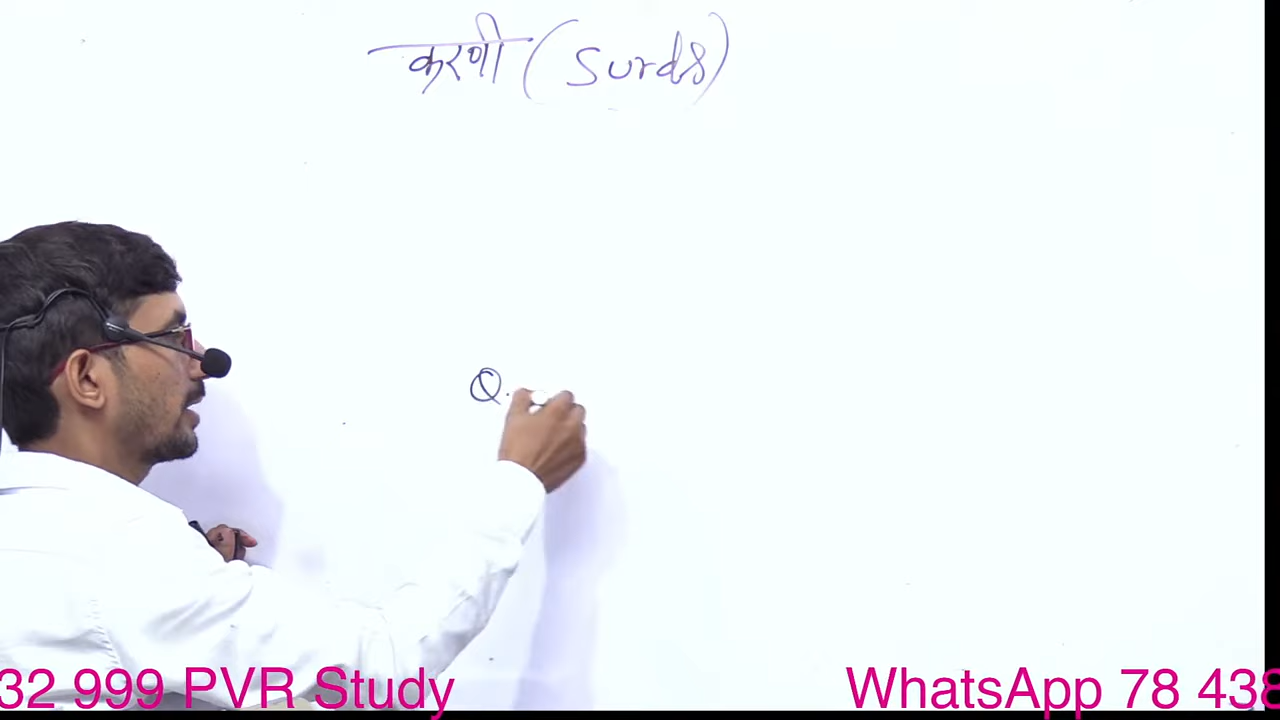 करणी (Surds)
Q.
32 999 PVR Study WhatsApp 78 438